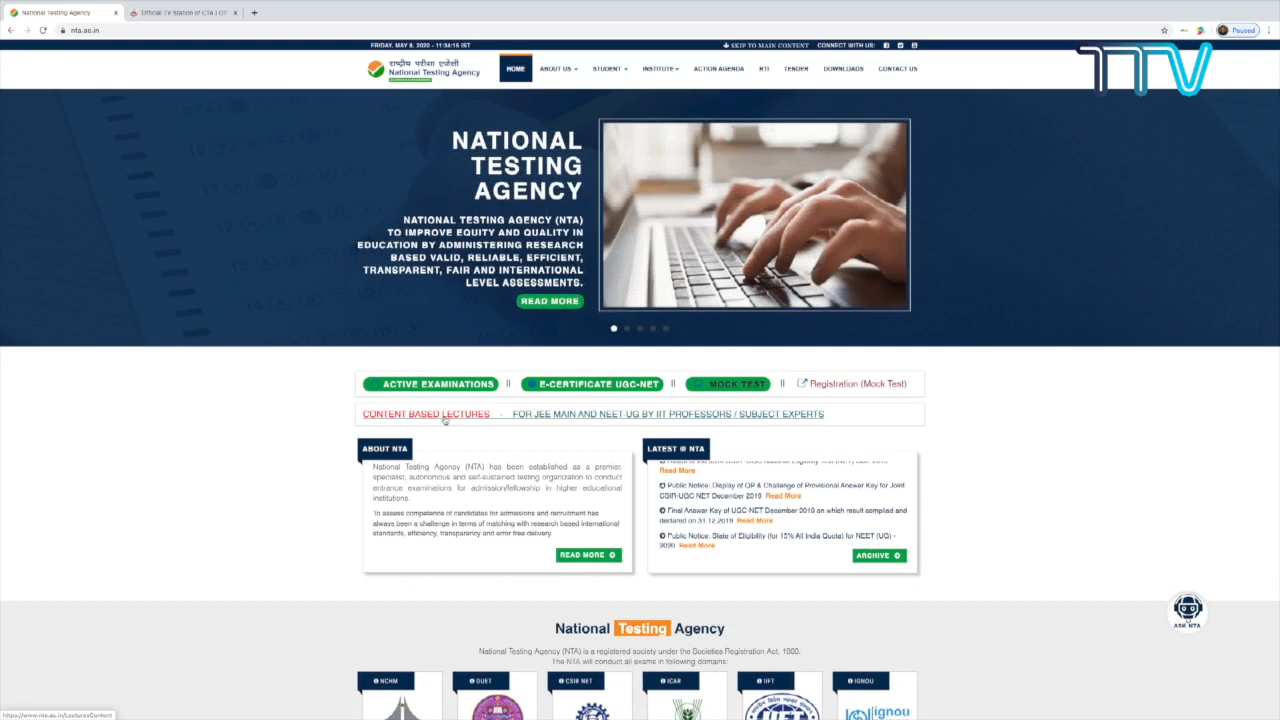 National Testing Agency
Official TV Station of CTA I Off
nta.ac.in
Paused
FRIDAY, MAY 8, 2020 - 11:34:15 IST
SKIP TO MAIN CONTENT CONNECT WITH US:
राष्ट्रीय परीक्षा एजेंसी
National Testing Agency
HOME ABOUT US STUDENT INSTITUTE ACTION AGENDA RTI TENDER DOWNLOADS CONTACT US
TTV
NATIONAL
TESTING
AGENCY
NATIONAL TESTING AGENCY (NTA)
TO IMPROVE EQUITY AND QUALITY IN
EDUCATION BY ADMINISTERING RESEARCH
BASED VALID, RELIABLE, EFFICIENT,
TRANSPARENT, FAIR AND INTERNATIONAL
LEVEL ASSESSMENTS.
READ MORE
ACTIVE EXAMINATIONS || E-CERTIFICATE UGC-NET || MOCK TEST || Registration (Mock Test)
CONTENT BASED LECTURES - FOR JEE MAIN AND NEET-UG BY IIT PROFESSORS / SUBJECT EXPERTS
ABOUT NTA
National Testing Agency (NTA) has been established as a premier,
specialist, autonomous and self-sustained testing organization to conduct
entrance examinations for admission/fellowship in higher educational
institutions.
To assess competence of candidates for admissions and recruitment has
always been a challenge in terms of matching with research based international
standards, efficiency, transparency and error free delivery.
READ MORE
LATEST @ NTA
Read More
Public Notice: Display of QP & Challenge of Provisional Answer Key for Joint
CSIR-UGC NET December 2019 Read More
Final Answer Key of UGC-NET December 2019 on which result compiled and
declared on 31.12.2019 Read More
Public Notice: State of Eligibility (for 15% All India Quota) for NEET (UG) -
2020 Read More
ARCHIVE
ASK NTA
National Testing Agency
National Testing Agency (NTA) is a registered society under the Societies Registration Act, 1860.
The NTA will conduct all exams in following domains:
NCHM DUET CSIR NET ICAR IIFT IGNOU
ignou
https://www.nta.ac.in/LecturesContent